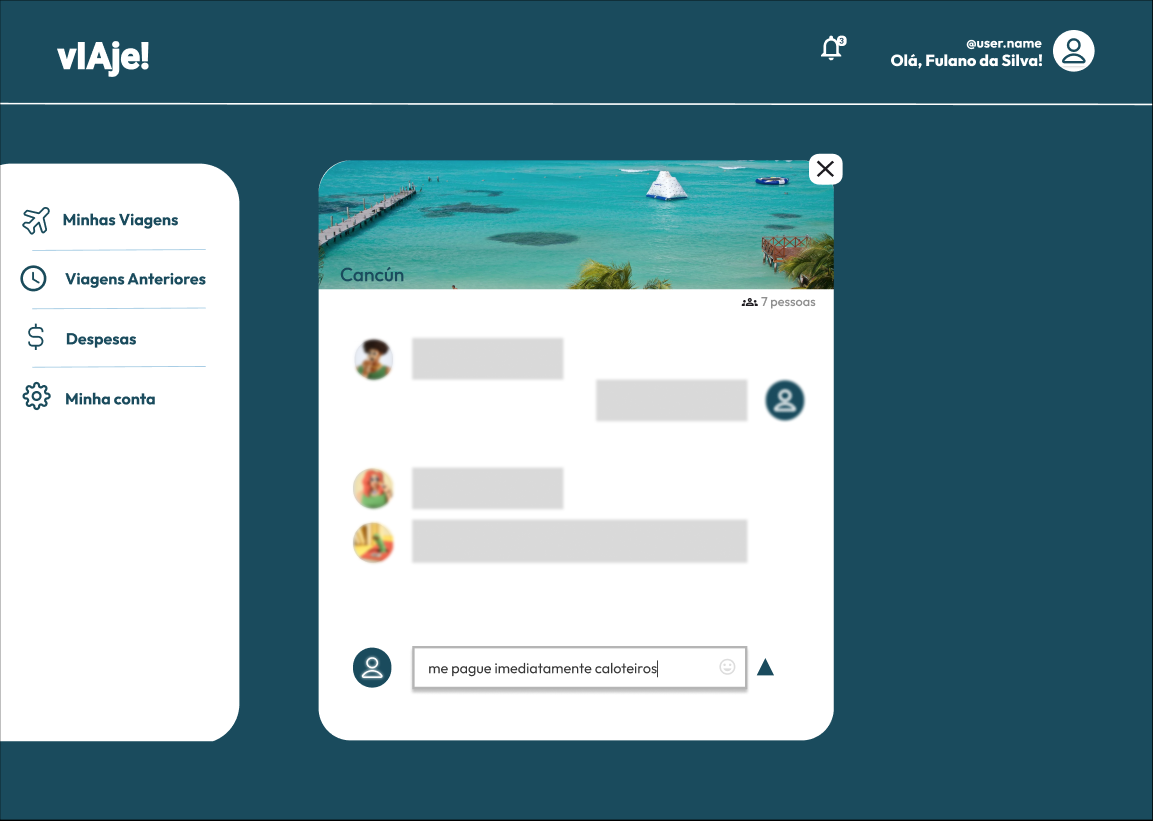 vIAje!
3
@user.name
Olá, Fulano da Silva!
Minhas Viagens
Viagens Anteriores
Despesas
Minha conta
Cancún
7 pessoas
me pague imediatamente caloteiros